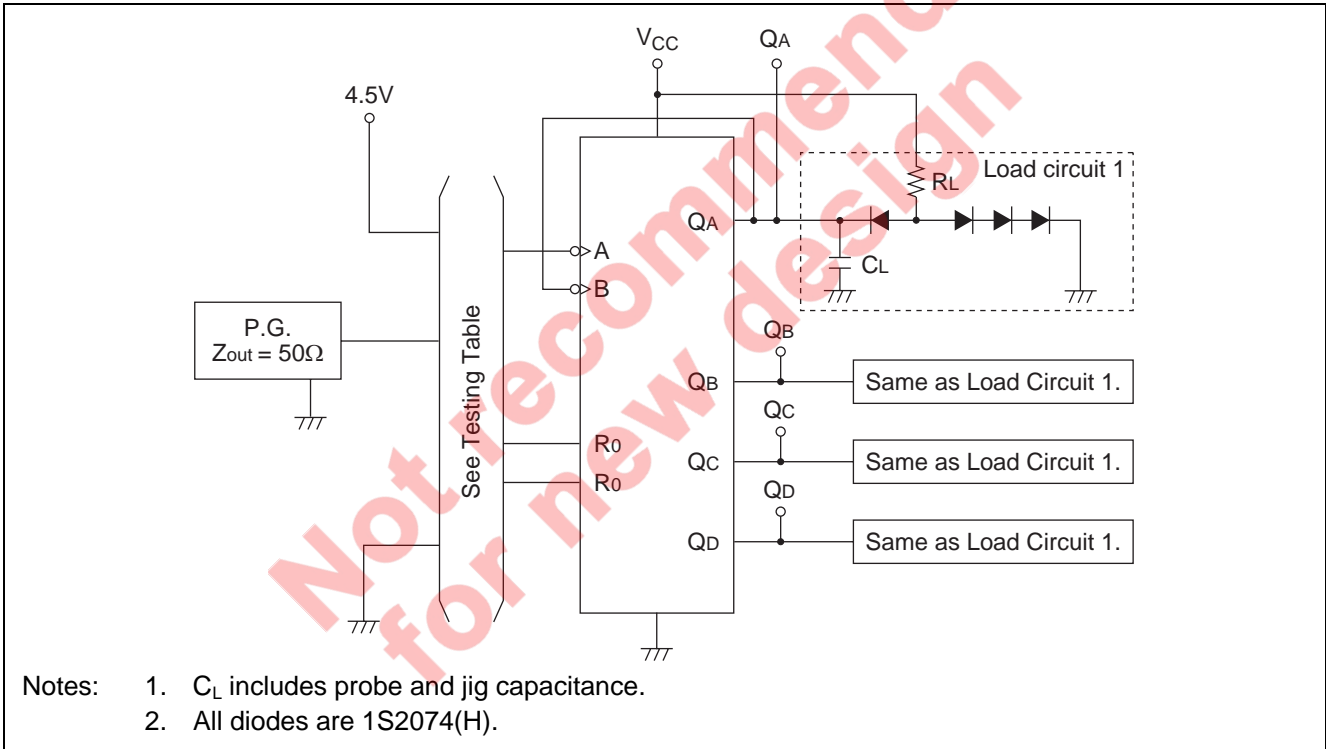 VCC
QA
4.5V
Load circuit 1
RL
QA
A
CL
B
P.G.
Zout = 50Ω
See Testing Table
QB
QB
Same as Load Circuit 1.
QC
R0
QC
Same as Load Circuit 1.
R0
QD
QD
Same as Load Circuit 1.
Not recommend
for new design
Notes: 1. CL includes probe and jig capacitance.
2. All diodes are 1S2074(H).